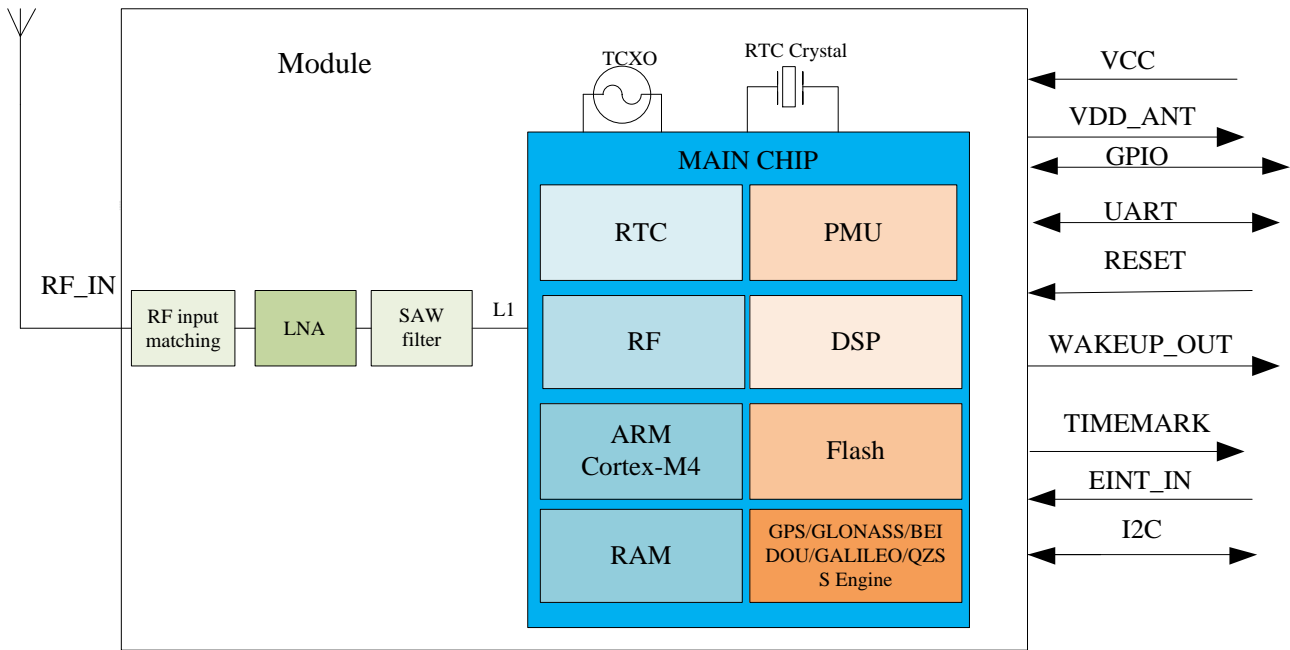 Module
TCXO
RTC Crystal
MAIN CHIP
RTC
PMU
RF
DSP
ARM
Cortex-M4
Flash
RAM
GPS/GLONASS/BEI
DOU/GALILEO/QZS
S Engine
RF_IN
RF input
matching
LNA
SAW
filter
L1
VCC
VDD_ANT
GPIO
UART
RESET
WAKEUP_OUT
TIMEMARK
EINT_IN
I2C